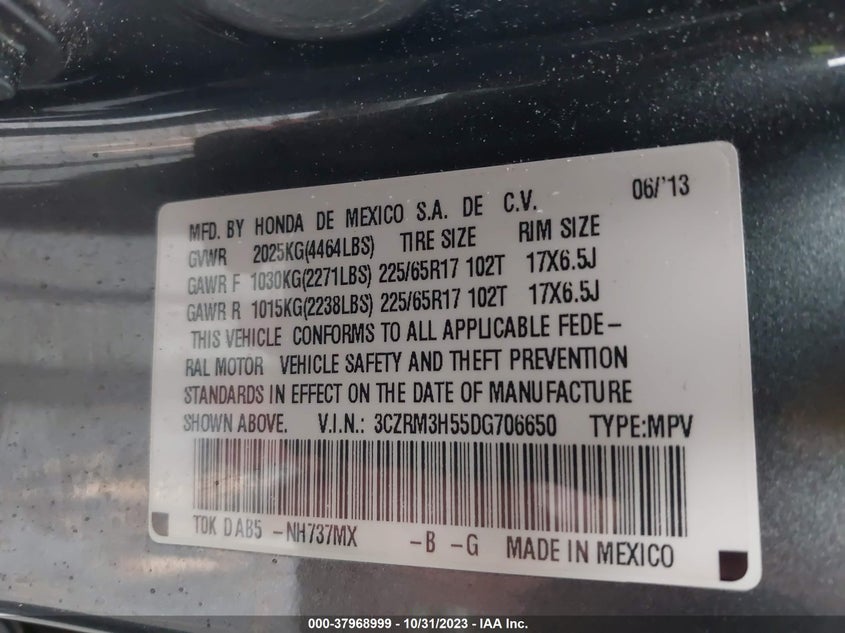 MFD. BY HONDA DE MEXICO S.A. DE C.V. 06/'13
GVWR 2025KG(4464LBS) TIRE SIZE RIM SIZE
GAWR F 1030KG(2271LBS) 225/65R17 102T 17X6.5J
GAWR R 1015KG(2238LBS) 225/65R17 102T 17X6.5J
THIS VEHICLE CONFORMS TO ALL APPLICABLE FEDE-
RAL MOTOR VEHICLE SAFETY AND THEFT PREVENTION
STANDARDS IN EFFECT ON THE DATE OF MANUFACTURE
SHOWN ABOVE. V.I.N.: 3CZRM3H55DG706650 TYPE:MPV
T0K D AB5 -NH737MX -B -G MADE IN MEXICO
000-37968999 - 10/31/2023 - IAA Inc.